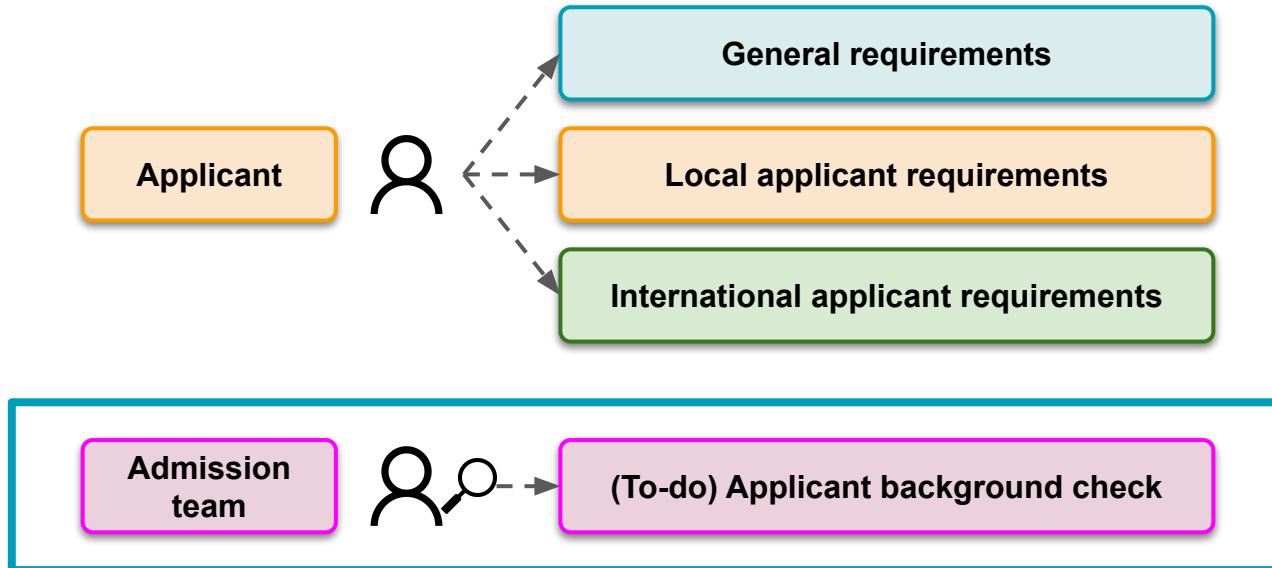 General requirements
Applicant
Local applicant requirements
International applicant requirements
Admission
team
(To-do) Applicant background check